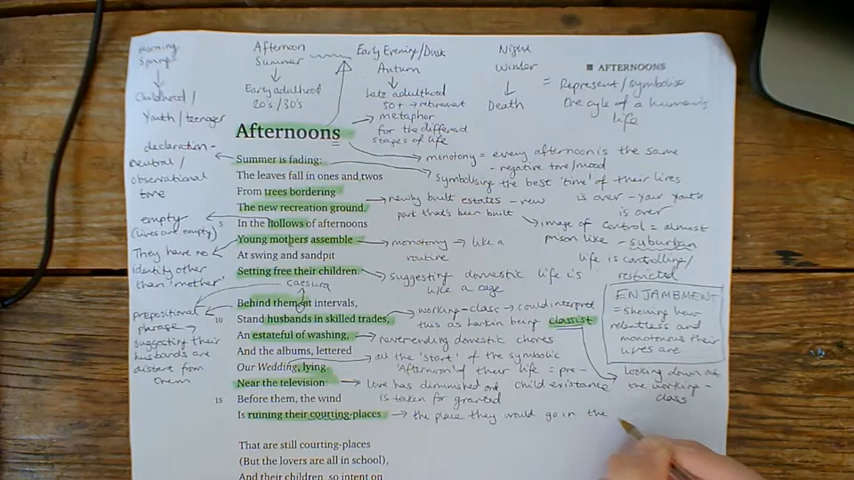 Morning
Spring
Childhood /
Youth/teenager
Afternoon
Summer
Early adulthood
20's/30's
Early Evening/Dusk
Autumn
Late adulthood
50+ → retirement
metaphor
for the different
stages of life
Night
Winter
Death
= Represent/symbolise
the cycle of a human's
life
■ AFTERNOONS
Afternoons
Summer is fading:
The leaves fall in ones and twos
From trees bordering
The new recreation ground.
5 In the hollows of afternoons
Young mothers assemble
At swing and sandpit
Setting free their children.
Behind them, at intervals,
10 Stand husbands in skilled trades,
An estateful of washing,
And the albums, lettered
Our Wedding, lying
Near the television:
15 Before them, the wind
Is ruining their courting-places
That are still courting-places
(But the lovers are all in school),
And their children, so intent on
declaration -
neutral /
observational
tone
empty
(lives are empty)
They have no
identity other
than 'mother'
prepositional
phrase →
suggesting their
husbands are
distant from
them
caesura
monotony = every afternoon is the same
- negative tone/mood
Symbolising the best 'time' of their lives
is over - your youth
is over
newly built estates - new
part that's been built
image of control = almost
prison like - suburban
life is controlling/
restricted
monotony → like a
routine
suggesting domestic life is
like a cage
working-class → could interpret
this as Larkin being classist
looking down at
the working-
class
neverending domestic chores
at the 'start' of the symbolic
'Afternoon' of their life = pre-
child existance
love has diminished and
is taken for granted
the place they would go in the
ENJAMBMENT
= showing how
relentless and
monotonous their
lives are